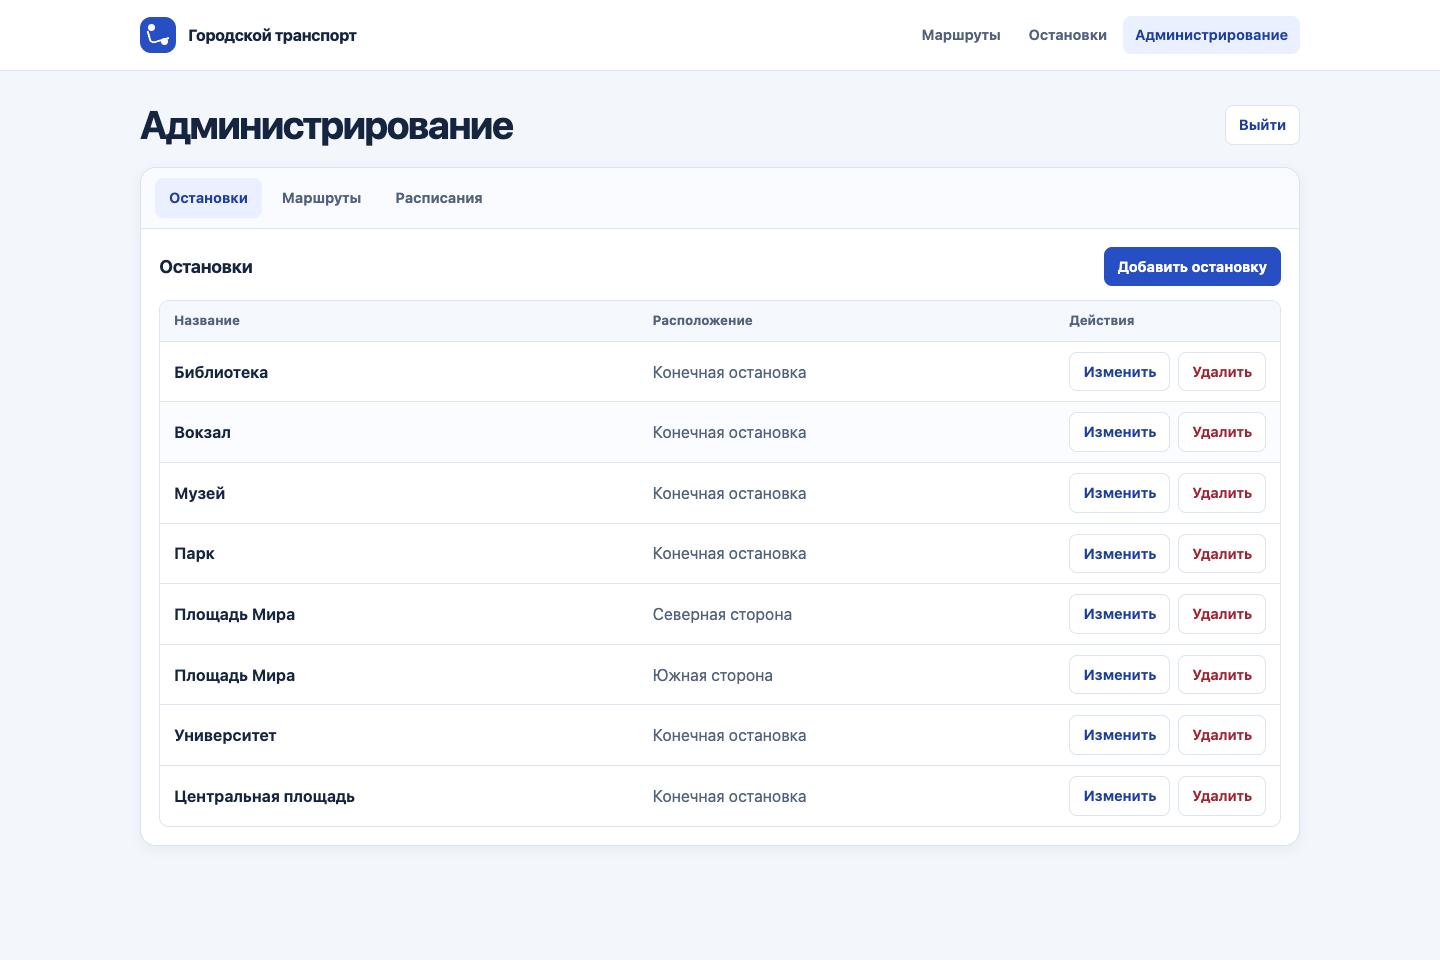 Городской транспорт
Маршруты Остановки Администрирование
Администрирование
Выйти
Остановки Маршруты Расписания
Остановки
Добавить остановку
Название Расположение Действия
Библиотека Конечная остановка Изменить Удалить
Вокзал Конечная остановка Изменить Удалить
Музей Конечная остановка Изменить Удалить
Парк Конечная остановка Изменить Удалить
Площадь Мира Северная сторона Изменить Удалить
Площадь Мира Южная сторона Изменить Удалить
Университет Конечная остановка Изменить Удалить
Центральная площадь Конечная остановка Изменить Удалить